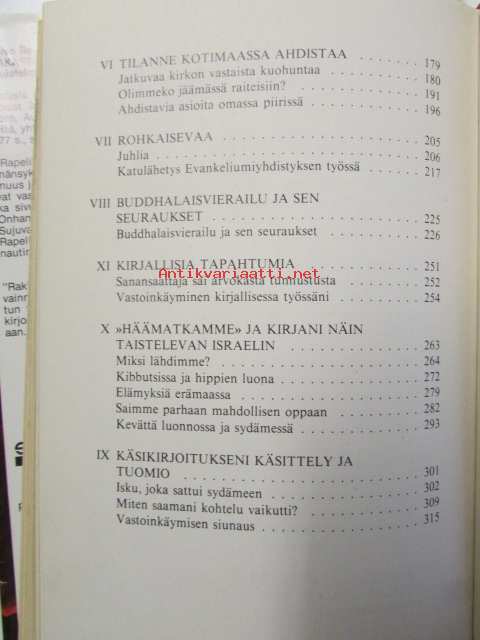 VI TILANNE KOTIMAASSA AHDISTAA . . . . . . . 179
Jatkuvaa kirkon vastaista kuohuntaa . . . . . . . . . . 180
Olimmeko jäämässä raiteisiin? . . . . . . . . . . 191
Ahdistavia asioita omassa piirissä . . . . . . . . . . 196
VII ROHKAISEVAA . . . . . . . . . . 205
Juhlia . . . . . . . . . . 206
Katulähetys Evankeliumiyhdistyksen työssä . . . . . 217
VIII BUDDHALAISVIERAILU JA SEN
SEURAUKSET . . . . . . . . . . 225
Buddhalaisvierailu ja sen seuraukset . . . . . . . . . . 226
XI KIRJALLISIA TAPAHTUMIA . . . . . . . . . . 251
Antikvariaatti.net
Sanansaattaja sai arvokasta tunnustusta . . . . . . . 252
Vastoinkäyminen kirjallisessa työssäni . . . . . . . . 254
X »HÄÄMATKAMME» JA KIRJANI NÄIN
TAISTELEVAN ISRAELIN . . . . . . . . . . 263
Miksi lähdimme? . . . . . . . . . . 264
Kibbutsissa ja hippien luona . . . . . . . . . . 272
Elämyksiä erämaassa . . . . . . . . . . 279
Saimme parhaan mahdollisen oppaan . . . . . . . . 282
Kevättä luonnossa ja sydämessä . . . . . . . . . . 293
IX KÄSIKIRJOITUKSENI KÄSITTELY JA
TUOMIO . . . . . . . . . . 301
Isku, joka sattui sydämeen . . . . . . . . . . 302
Miten saamani kohtelu vaikutti? . . . . . . . . . . 309
Vastoinkäymisen siunaus . . . . . . . . . . 315